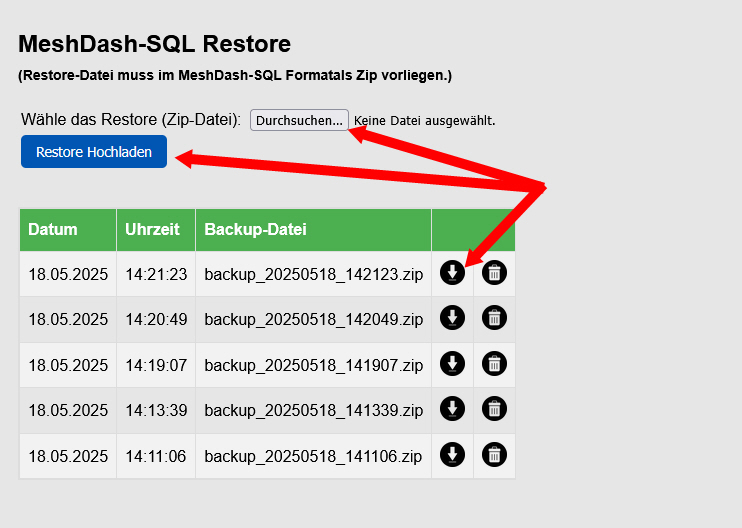 MeshDash-SQL Restore
(Restore-Datei muss im MeshDash-SQL Formatals Zip vorliegen.)
Wähle das Restore (Zip-Datei): Durchsuchen... Keine Datei ausgewählt.
Restore Hochladen
Datum Uhrzeit Backup-Datei
18.05.2025 14:21:23 backup_20250518_142123.zip
18.05.2025 14:20:49 backup_20250518_142049.zip
18.05.2025 14:19:07 backup_20250518_141907.zip
18.05.2025 14:13:39 backup_20250518_141339.zip
18.05.2025 14:11:06 backup_20250518_141106.zip